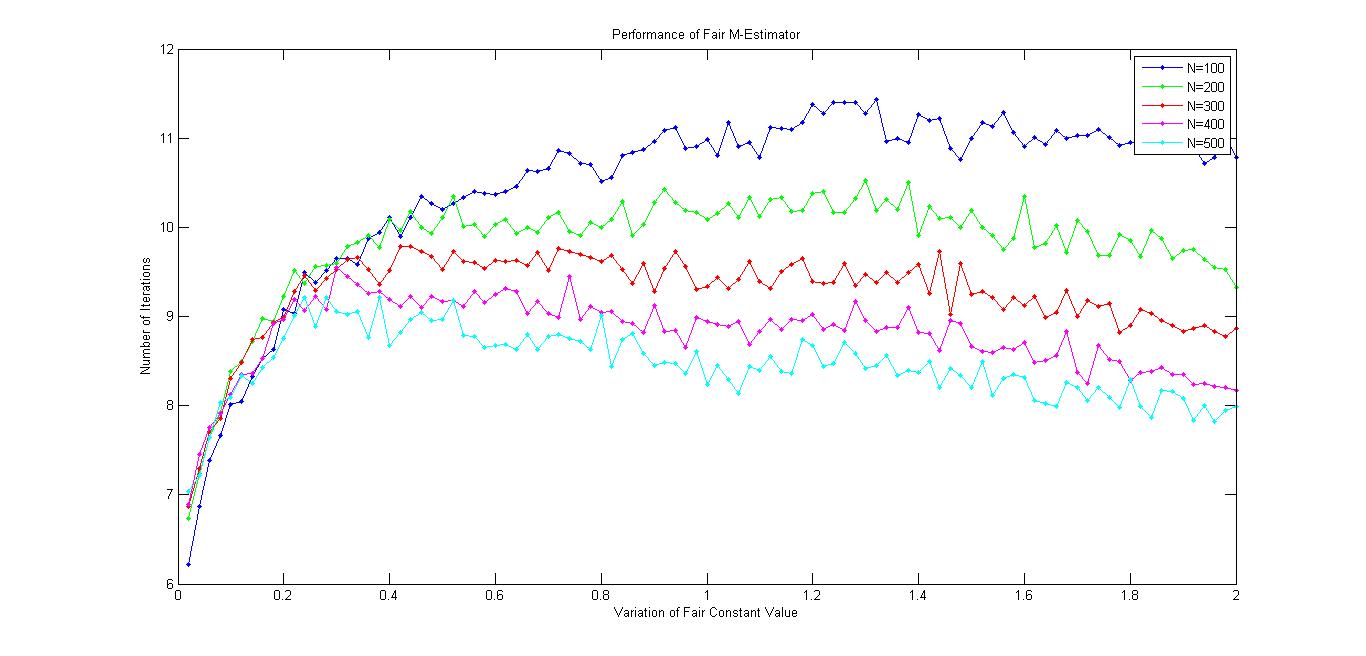 Performance of Fair M-Estimator
12
11
10
9
8
7
6
Number of Iterations
N=100
N=200
N=300
N=400
N=500
0 0.2 0.4 0.6 0.8 1 1.2 1.4 1.6 1.8 2
Variation of Fair Constant Value